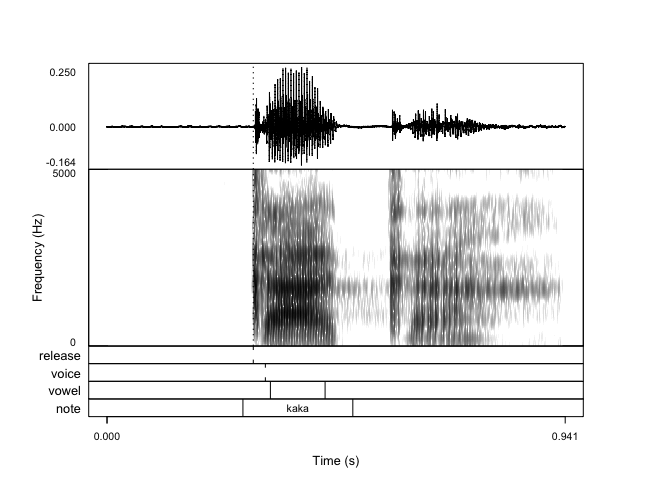 0.250
0.000
-0.164
5000
Frequency (Hz)
0
release
voice
vowel
note kaka
0.000 0.941
Time (s)